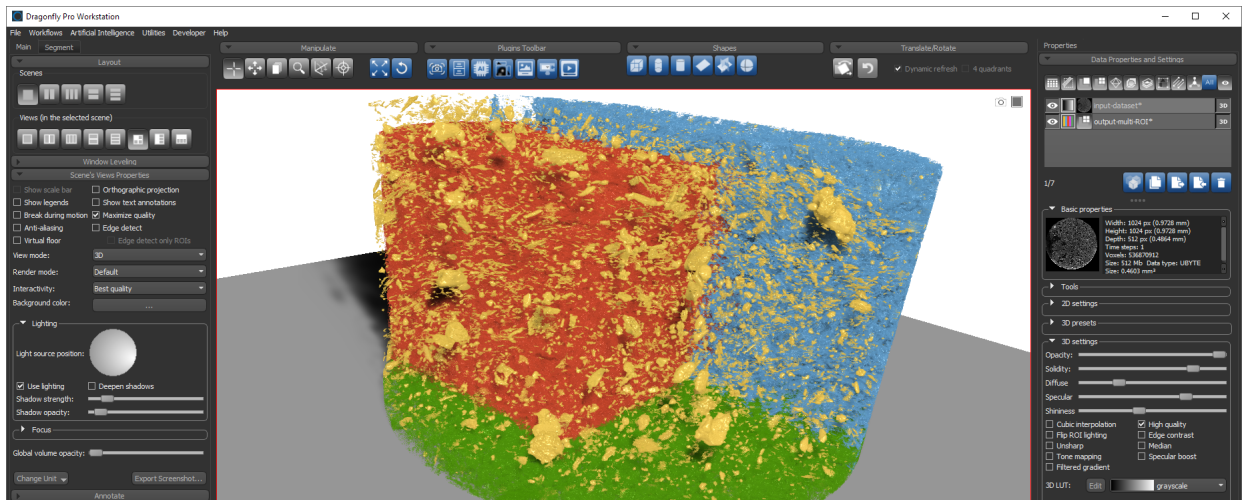 Dragonfly Pro Workstation
File Workflows Artificial Intelligence Utilities Developer Help
Main Segment
Layout
Scenes
Views (in the selected scene)
Window Leveling
Scene's Views Properties
Show scale bar Orthographic projection
Show legends Show text annotations
Break during motion Maximize quality
Anti-aliasing Edge detect
Virtual floor Edge detect only ROIs
View mode: 3D
Render mode: Default
Interactivity: Best quality
Background color: ...
Lighting
Light source position:
Use lighting Deepen shadows
Shadow strength:
Shadow opacity:
Focus
Global volume opacity:
Change Unit Export Screenshot...
Annotate
Manipulate
Plugins Toolbar
Shapes
Translate/Rotate
Dynamic refresh 4 quadrants
Properties
Data Properties and Settings
All
input-dataset* 3D
output-multi-ROI* 3D
1/7
Basic properties
Width: 1024 px (0.9728 mm)
Height: 1024 px (0.9728 mm)
Depth: 512 px (0.4864 mm)
Time steps: 1
Voxels: 536870912
Size: 512 Mb Data type: UBYTE
Size: 0.4603 mm³
Tools
2D settings
3D presets
3D settings
Opacity:
Solidity:
Diffuse
Specular
Shininess
Cubic interpolation High quality
Flip ROI lighting Edge contrast
Unsharp Median
Tone mapping Specular boost
Filtered gradient
3D LUT: Edit grayscale